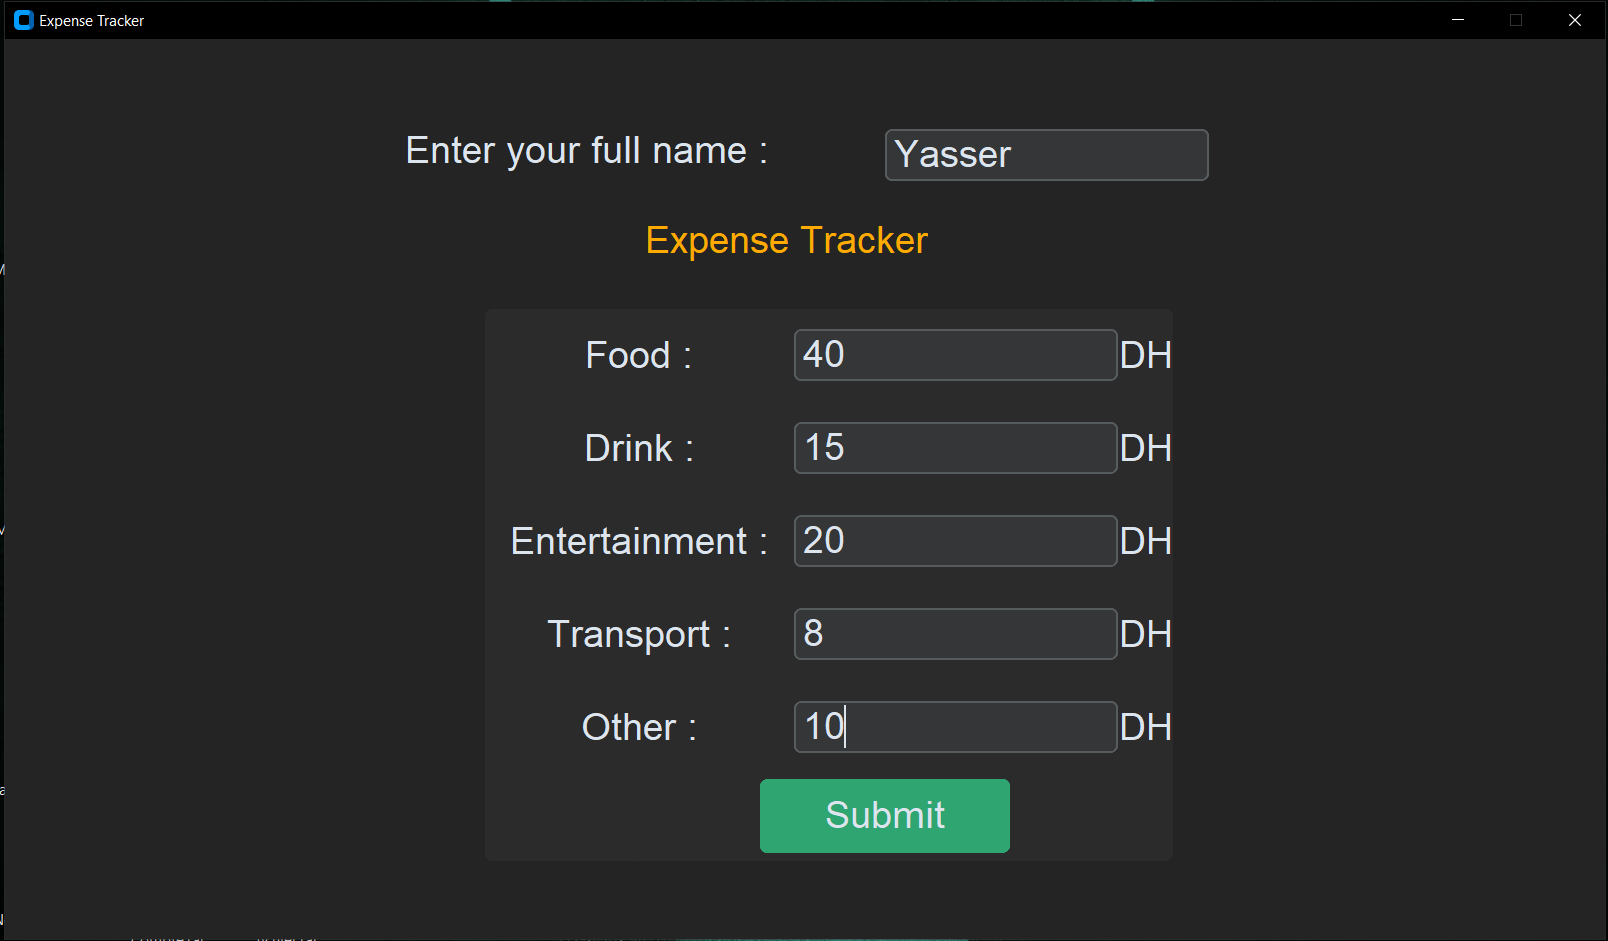 Expense Tracker
Enter your full name : Yasser
Expense Tracker
Food : 40 DH
Drink : 15 DH
Entertainment : 20 DH
Transport : 8 DH
Other : 10 DH
Submit